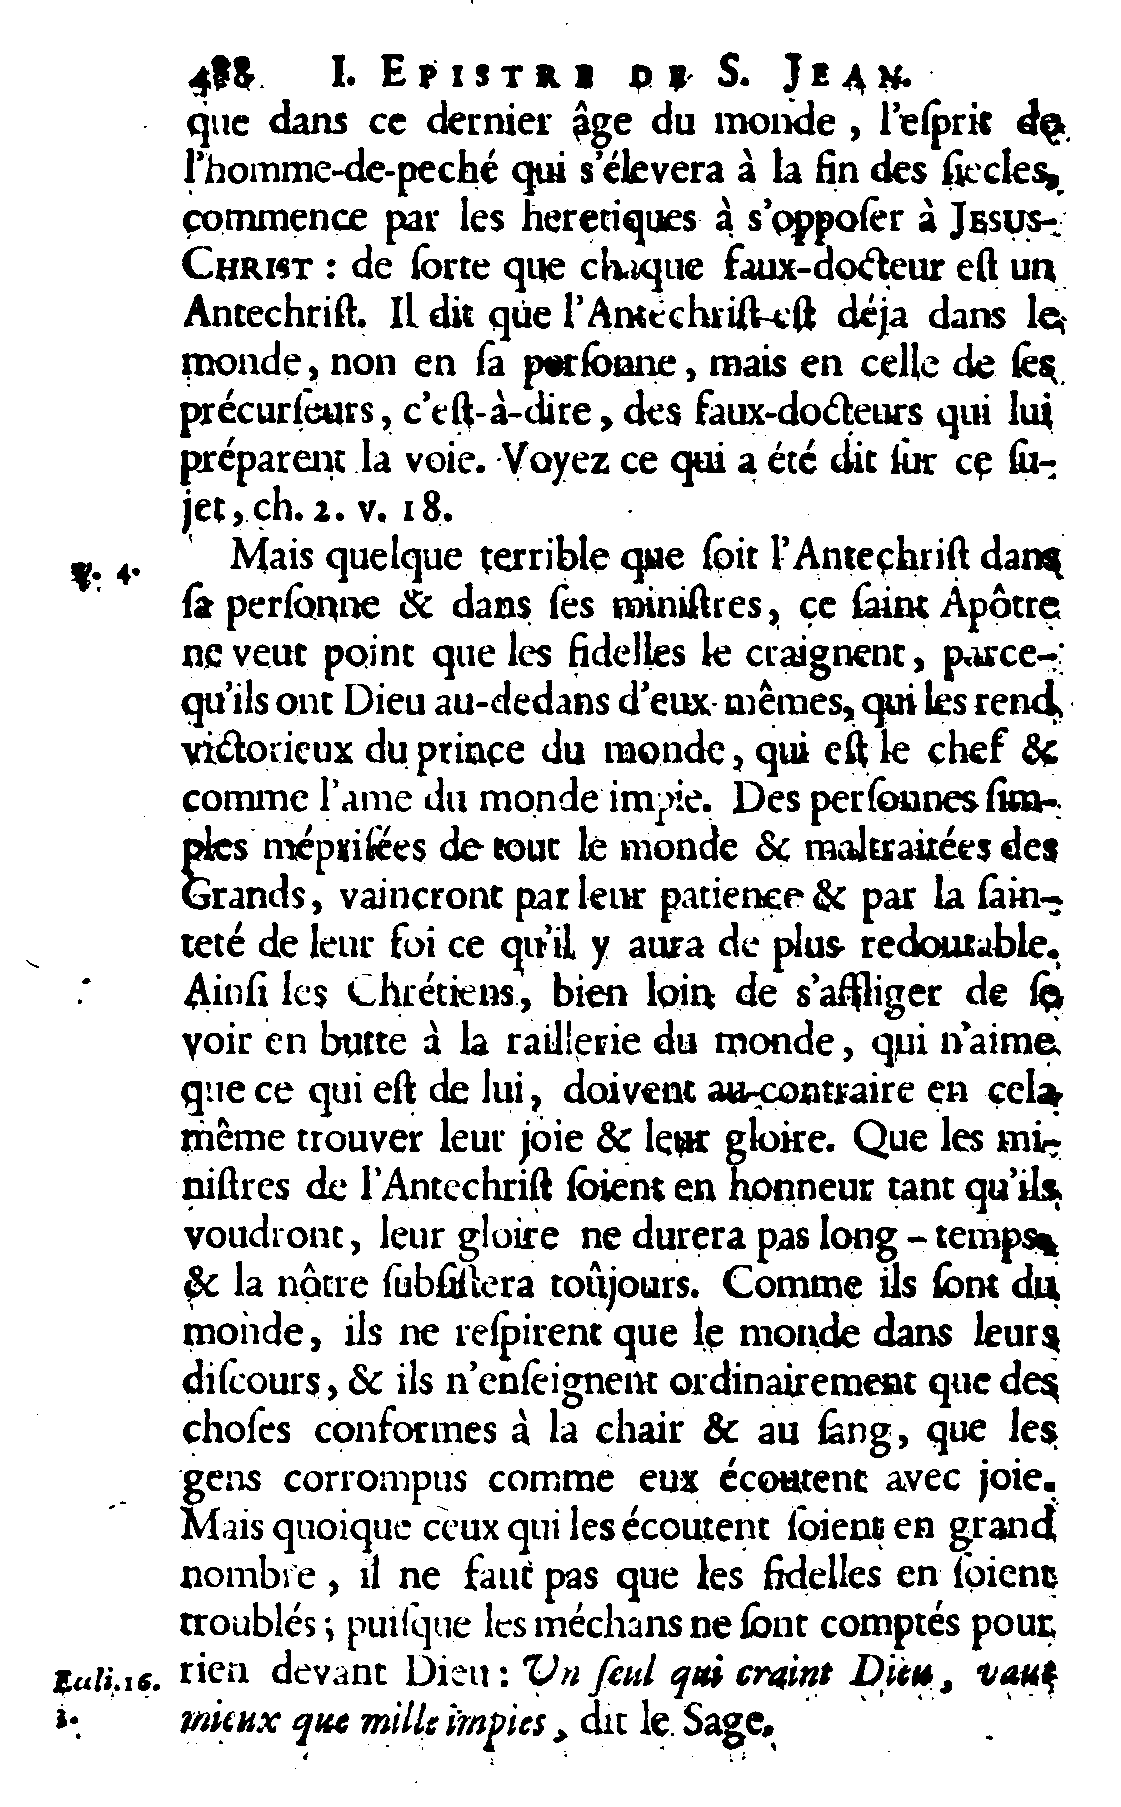 488 I. EPISTRE DE S. JEAN.
que dans ce dernier âge du monde, l'eſprit de
l'homme-de-peché qui s'élevera à la fin des ſiecles,
commence par les heretiques à s'oppoſer à JESUS-
CHRIST : de ſorte que chaque faux-docteur eſt un
Antechriſt. Il dit que l'Antechriſt eſt déja dans le
monde, non en ſa perſonne, mais en celle de ſes
précurſeurs, c'eſt-à-dire, des faux-docteurs qui lui
préparent la voie. Voyez ce qui a été dit ſur ce ſu-
jet, ch. 2. v. 18.
℣. 4. Mais quelque terrible que ſoit l'Antechriſt dans
ſa perſonne & dans ſes miniſtres, ce ſaint Apôtre
ne veut point que les fidelles le craignent, parce-
qu'ils ont Dieu au-dedans d'eux-mêmes, qui les rend
victorieux du prince du monde, qui eſt le chef &
comme l'ame du monde impie. Des perſonnes ſim-
ples mépriſées de tout le monde & maltraitées des
Grands, vaincront par leur patience & par la ſain-
teté de leur foi ce qu'il y aura de plus redoutable.
Ainſi les Chrétiens, bien loin de s'affliger de ſe
voir en butte à la raillerie du monde, qui n'aime
que ce qui eſt de lui, doivent au-contraire en cela
même trouver leur joie & leur gloire. Que les mi-
niſtres de l'Antechriſt ſoient en honneur tant qu'ils
voudront, leur gloire ne durera pas long-temps,
& la nôtre ſubſiſtera toûjours. Comme ils ſont du
monde, ils ne reſpirent que le monde dans leurs
diſcours, & ils n'enſeignent ordinairement que des
choſes conformes à la chair & au ſang, que les
gens corrompus comme eux écoutent avec joie.
Mais quoique ceux qui les écoutent ſoient en grand
nombre, il ne faut pas que les fidelles en ſoient
troublés; puiſque les méchans ne ſont comptés pour
Eccli. 16. rien devant Dieu : Un ſeul qui craint Dieu, vaut
3. mieux que mille impies, dit le Sage.